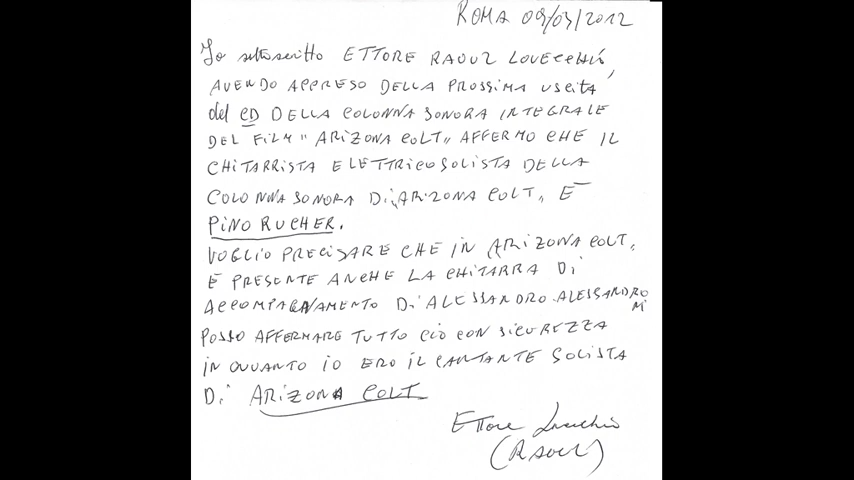 ROMA 09/03/2012
Io sottoscritto ETTORE RAOUL LOVECCHIO
AVENDO APPRESO DELLA PROSSIMA USCITA
del CD DELLA COLONNA SONORA INTEGRALE
DEL FILM "ARIZONA COLT" AFFERMO CHE IL
CHITARRISTA ELETTRICO SOLISTA DELLA
COLONNA SONORA DI "ARIZONA COLT" È
PINO RUCHER.
VOGLIO PRECISARE CHE IN ARIZONA COLT,
È PRESENTE ANCHE LA CHITARRA DI
ACCOMPAGNAMENTO DI ALESSANDRO ALESSANDRONI
POSSO AFFERMARE TUTTO CIÒ CON SICUREZZA
IN QUANTO IO ERO IL CANTANTE SOLISTA
DI ARIZONA COLT
Ettore Lovecchio
(RAOUL)